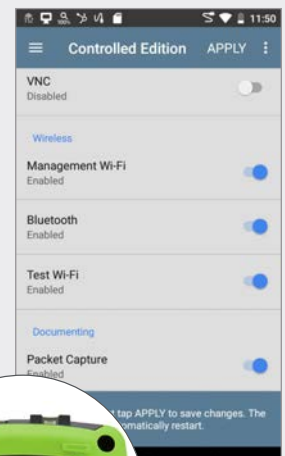 11:50
Controlled Edition APPLY
VNC
Disabled
Wireless
Management Wi-Fi
Enabled
Bluetooth
Enabled
Test Wi-Fi
Enabled
Documenting
Packet Capture
Enabled
tap APPLY to save changes. The
restart.